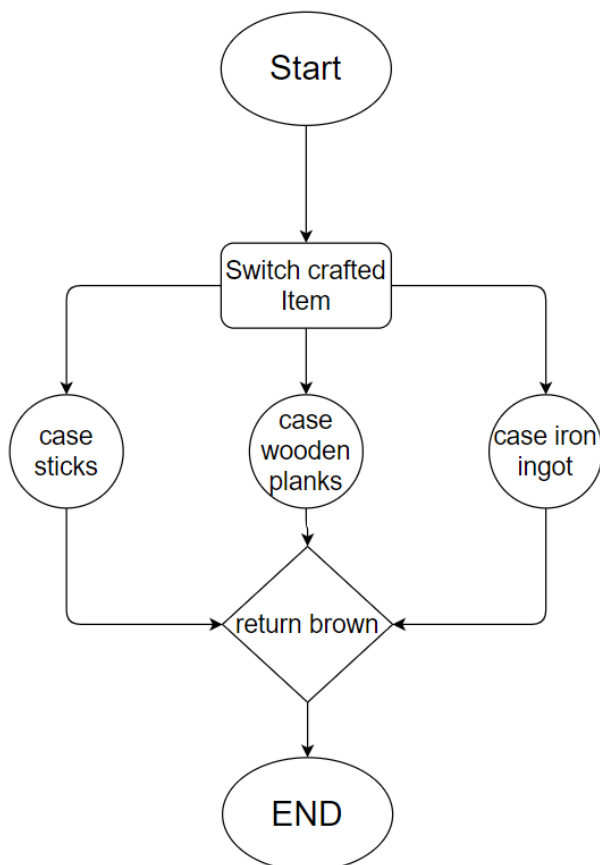 Start
Switch crafted
Item
case
sticks
case
wooden
planks
case iron
ingot
return brown
END